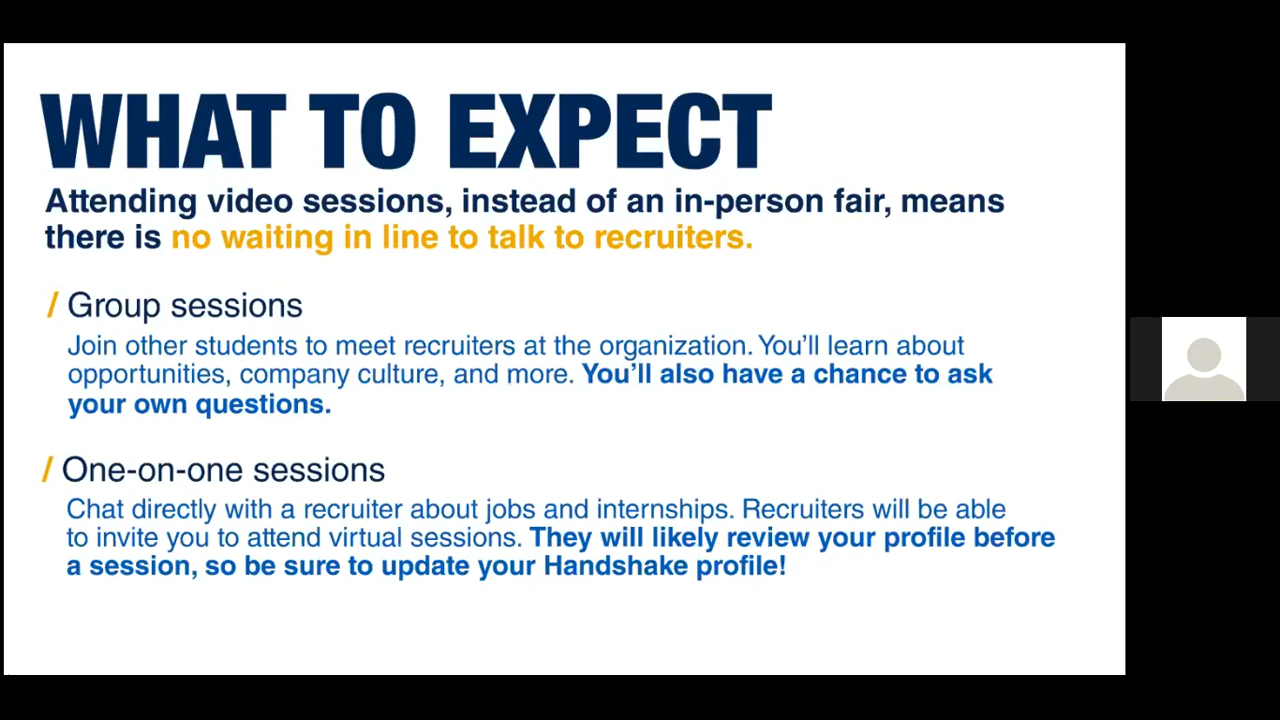 WHAT TO EXPECT
Attending video sessions, instead of an in-person fair, means
there is no waiting in line to talk to recruiters.
/ Group sessions
Join other students to meet recruiters at the organization. You’ll learn about
opportunities, company culture, and more. You’ll also have a chance to ask
your own questions.
/ One-on-one sessions
Chat directly with a recruiter about jobs and internships. Recruiters will be able
to invite you to attend virtual sessions. They will likely review your profile before
a session, so be sure to update your Handshake profile!